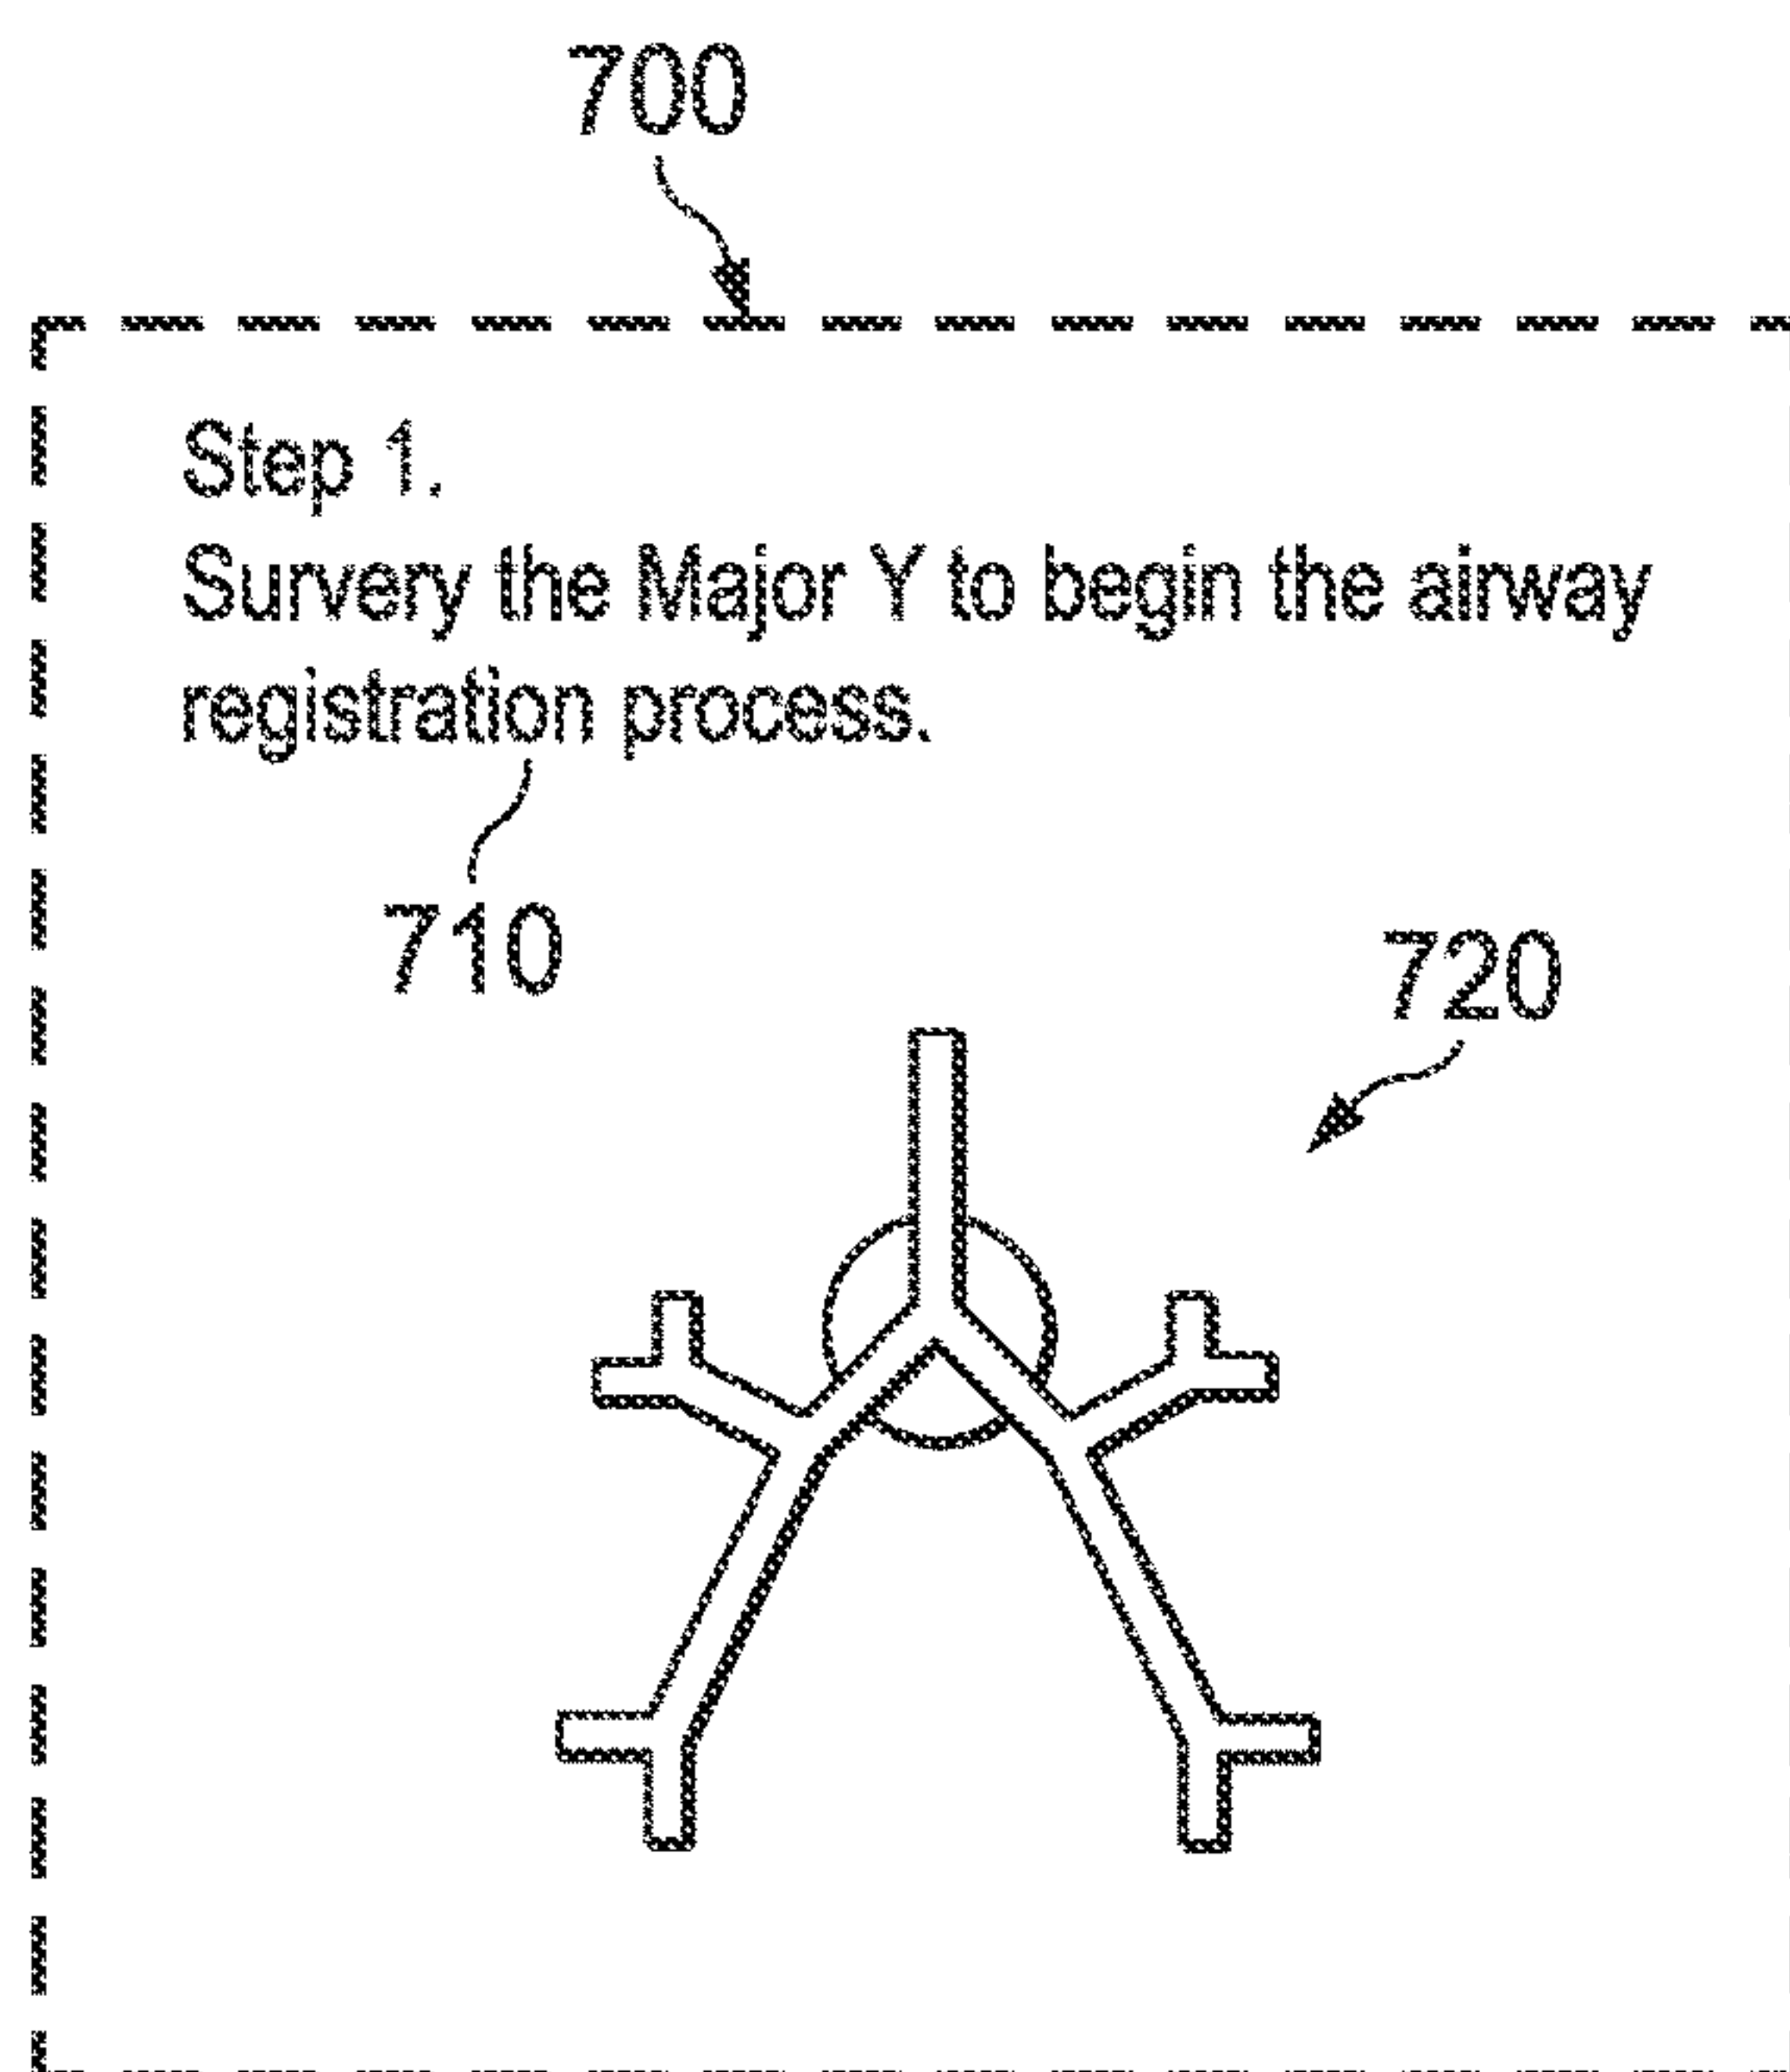 700
Step 1.
Survery the Major Y to begin the airway
registration process.
710
720